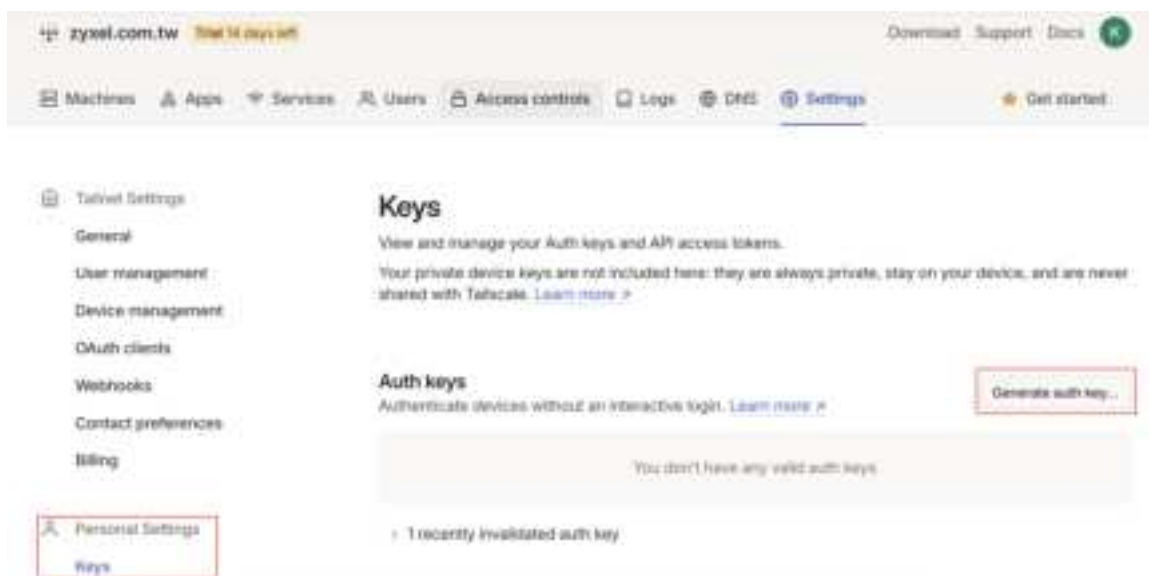 zyxel.com.tw Trial 14 days left Download Support Docs K
Machines Apps Services Users Access controls Logs DNS Settings Get started
Tailnet Settings
General
User management
Device management
OAuth clients
Webhooks
Contact preferences
Billing
Personal Settings
Keys
Keys
View and manage your Auth keys and API access tokens.
Your private device keys are not included here: they are always private, stay on your device, and are never
shared with Tailscale. Learn more ↗
Auth keys
Generate auth key...
Authenticate devices without an interactive login. Learn more ↗
You don't have any valid auth keys
› 1 recently invalidated auth key